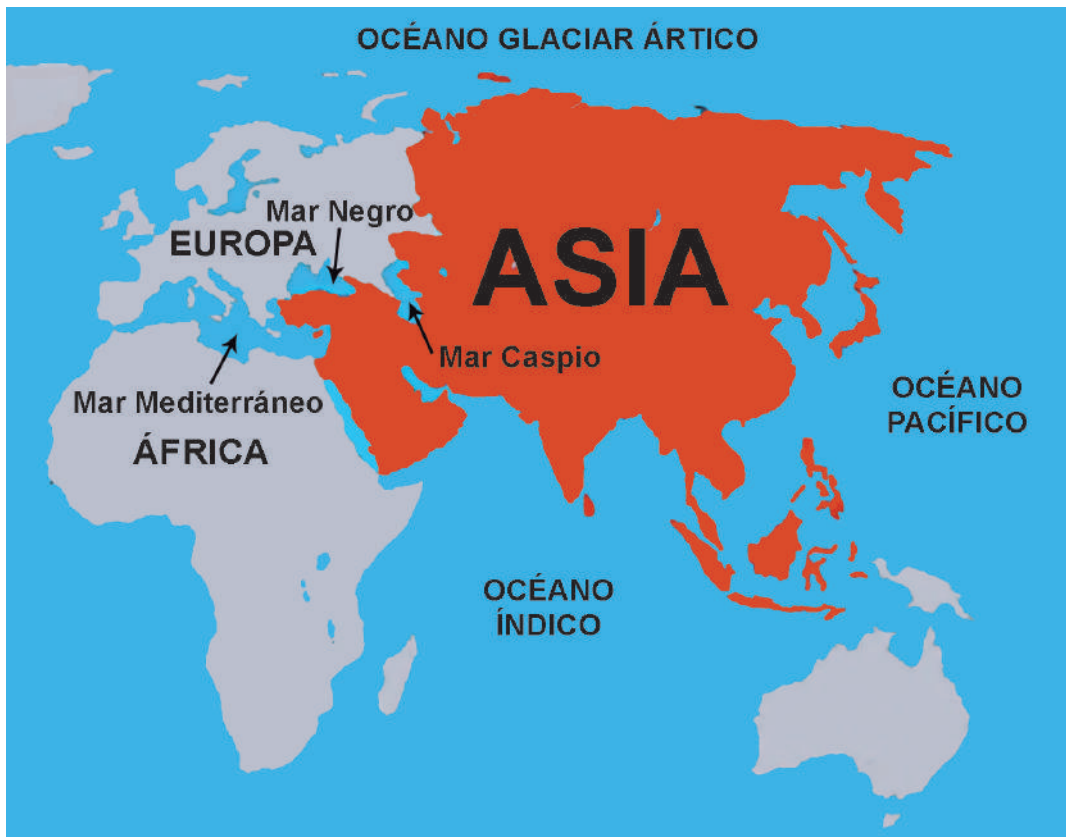 OCÉANO GLACIAR ÁRTICO
Mar Negro
EUROPA
ASIA
Mar Caspio
Mar Mediterráneo
OCÉANO
PACÍFICO
ÁFRICA
OCÉANO
ÍNDICO